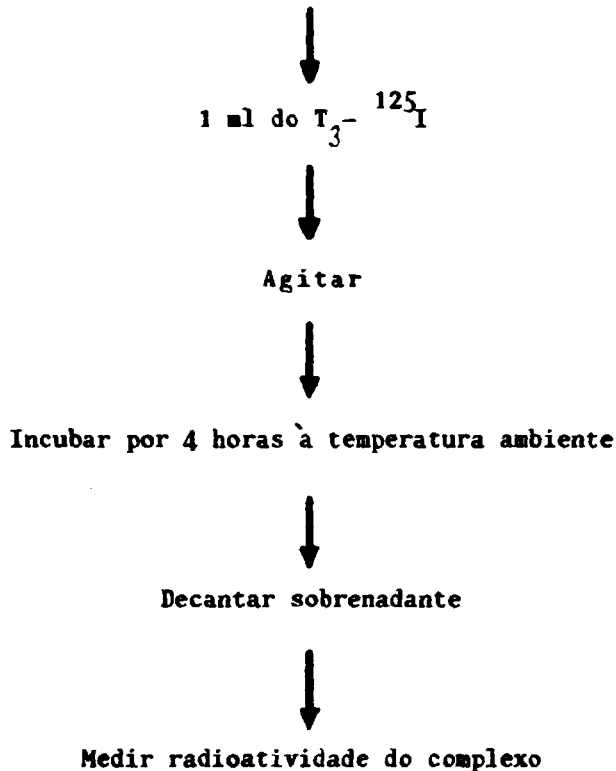 1 ml do T₃- ¹²⁵I
Agitar
Incubar por 4 horas à temperatura ambiente
Decantar sobrenadante
Medir radioatividade do complexo